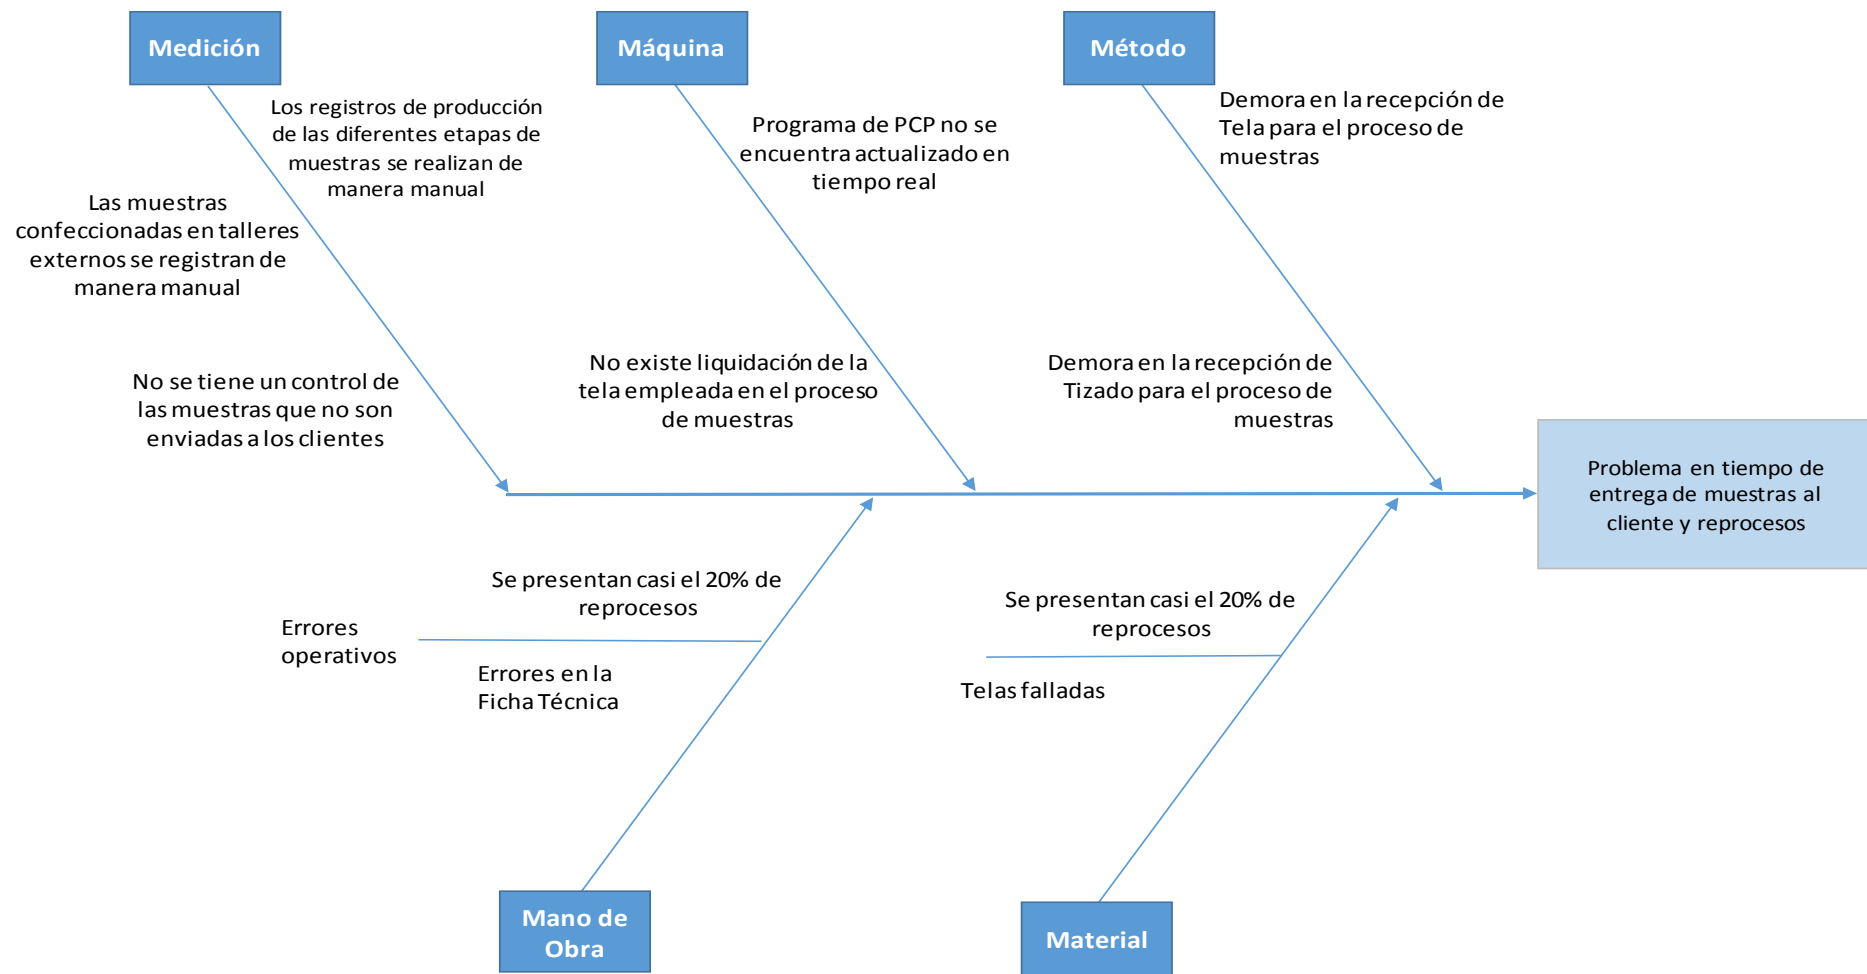 Medición
Máquina
Método
Los registros de producción
de las diferentes etapas de
muestras se realizan de
manera manual
Las muestras
confeccionadas en talleres
externos se registran de
manera manual
No se tiene un control de
las muestras que no son
enviadas a los clientes
Programa de PCP no se
encuentra actualizado en
tiempo real
No existe liquidación de la
tela empleada en el proceso
de muestras
Demora en la recepción de
Tela para el proceso de
muestras
Demora en la recepción de
Tizado para el proceso de
muestras
Problema en tiempo de
entrega de muestras al
cliente y reprocesos
Se presentan casi el 20% de
reprocesos
Errores
operativos
Errores en la
Ficha Técnica
Se presentan casi el 20% de
reprocesos
Telas falladas
Mano de
Obra
Material